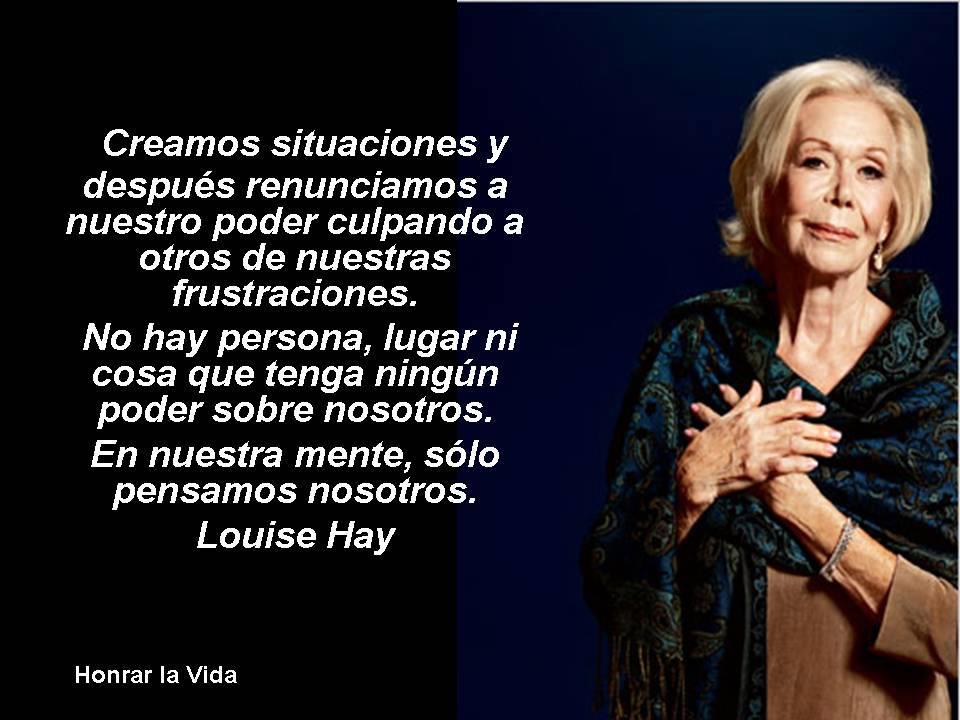 Creamos situaciones y
después renunciamos a
nuestro poder culpando a
otros de nuestras
frustraciones.
No hay persona, lugar ni
cosa que tenga ningún
poder sobre nosotros.
En nuestra mente, sólo
pensamos nosotros.
Louise Hay
Honrar la Vida